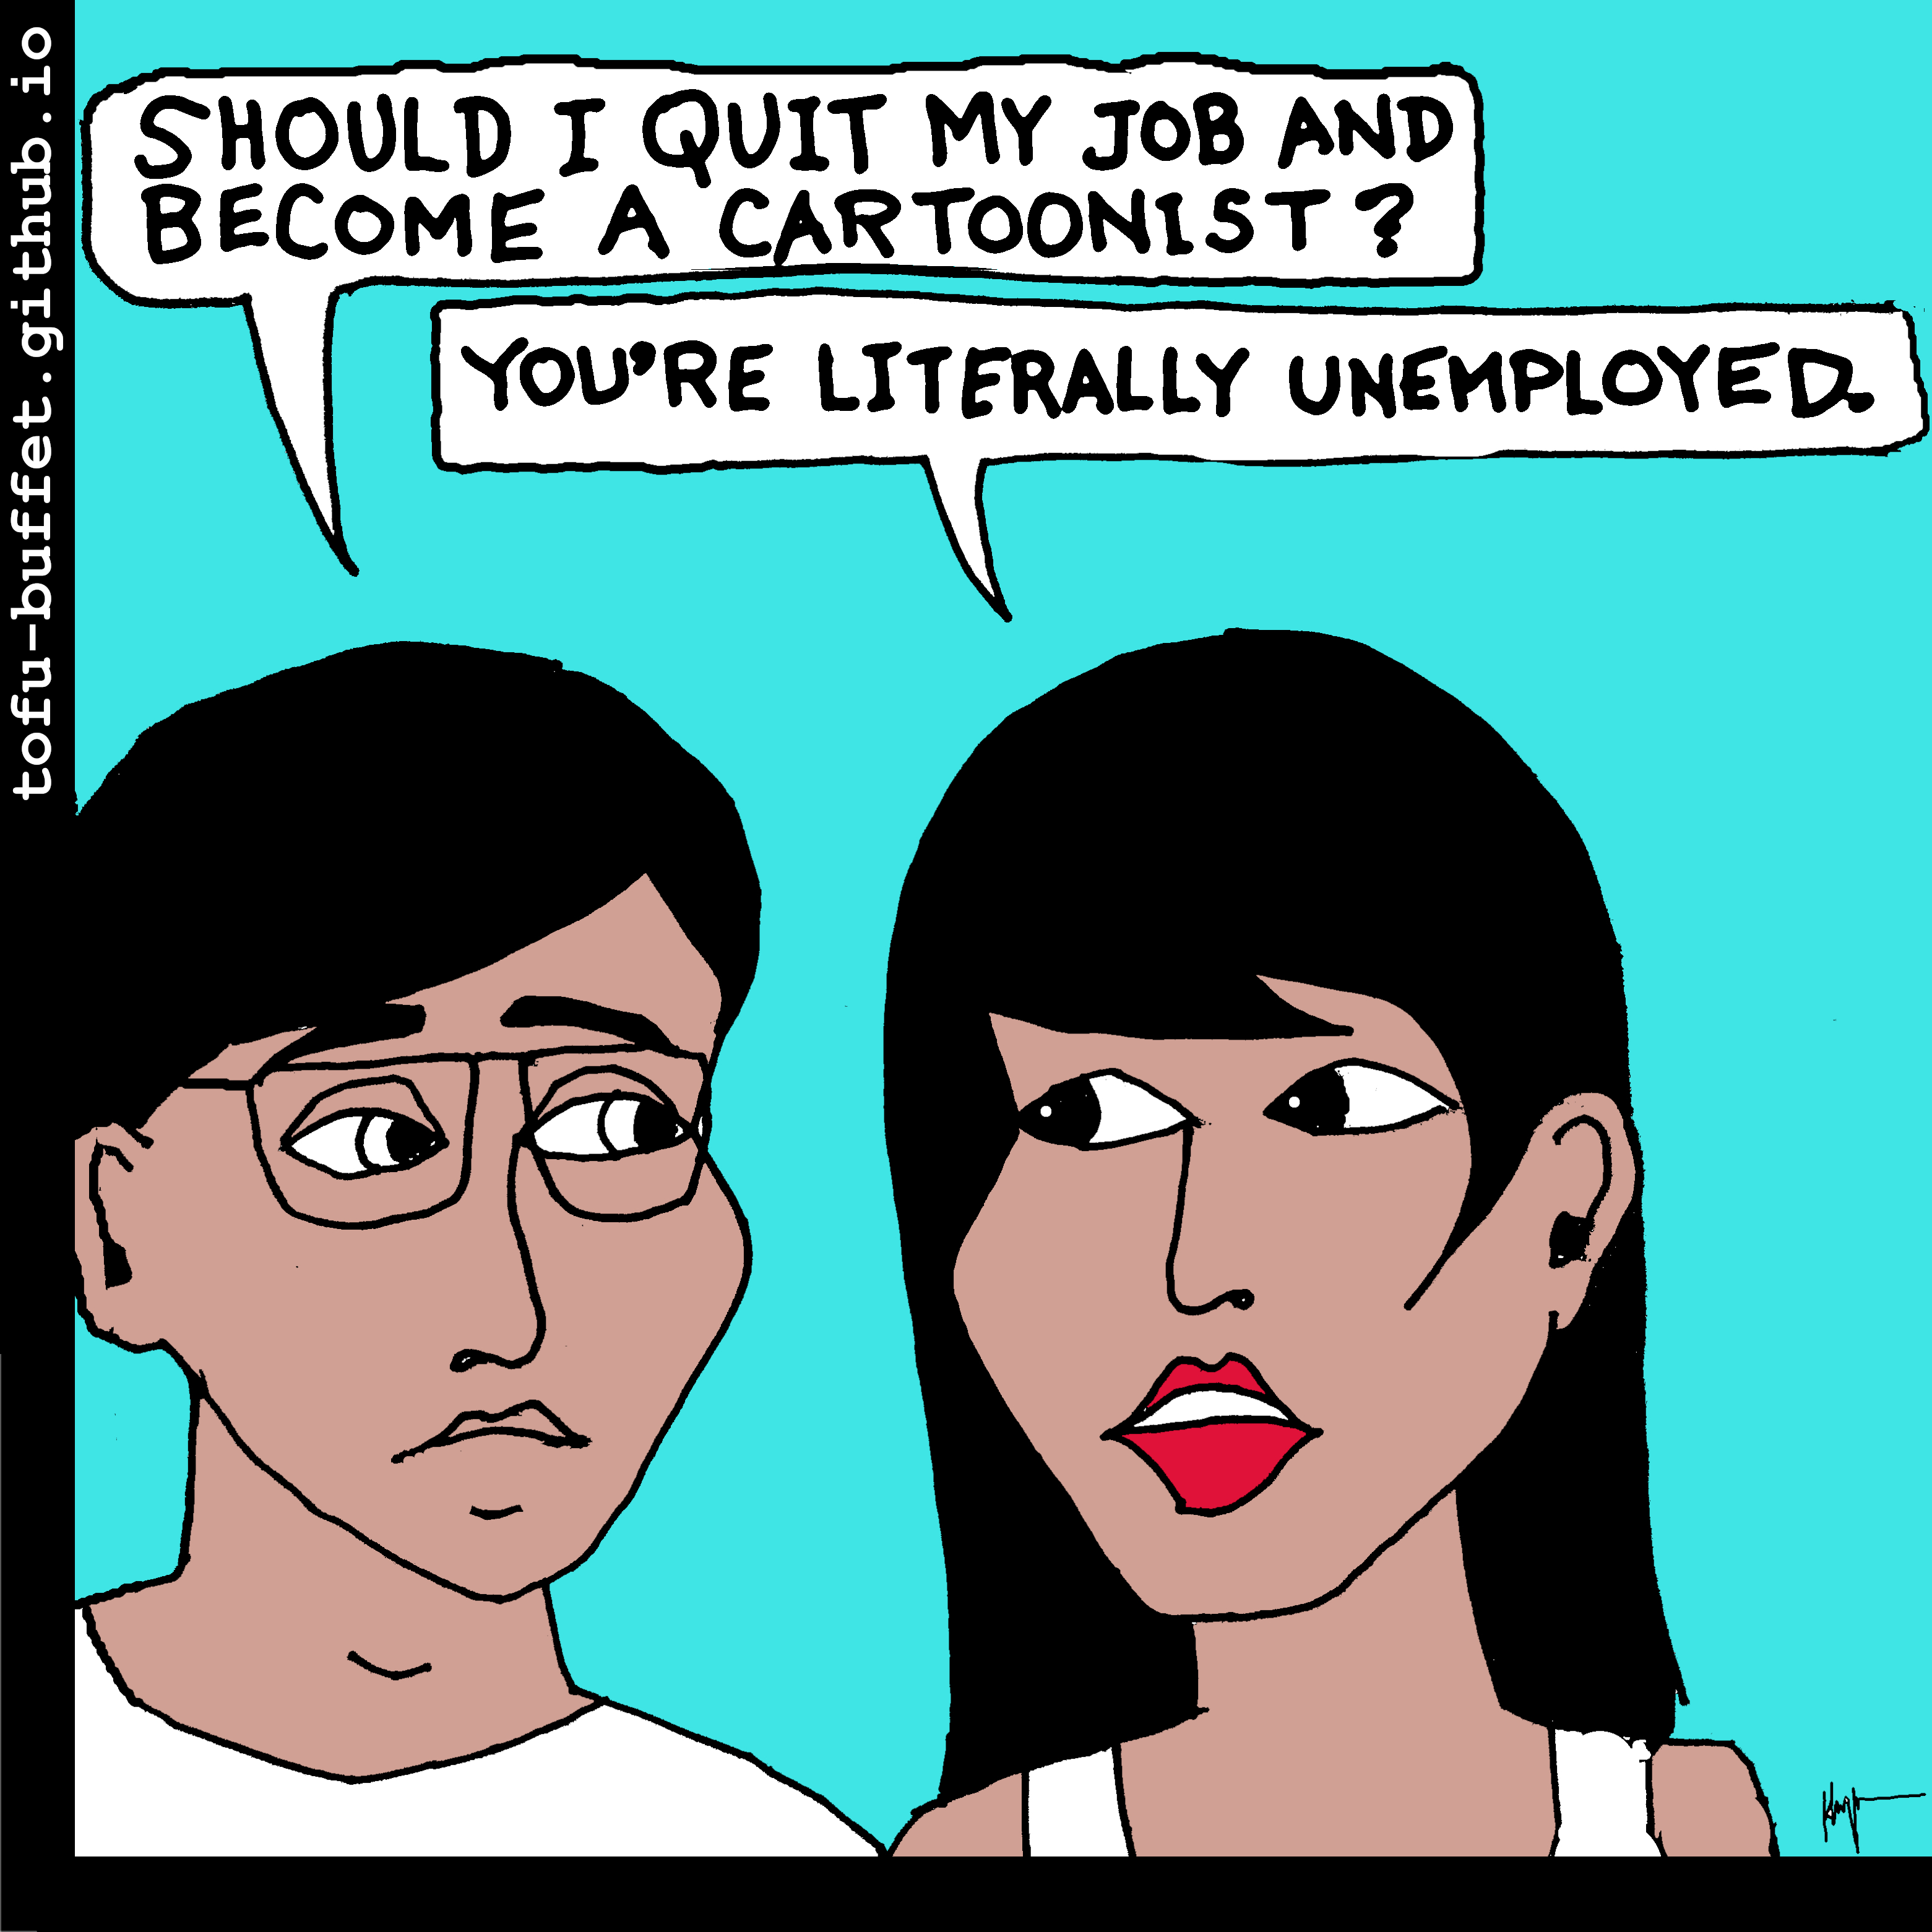 tofu-buffet.github.io
SHOULD I QUIT MY JOB AND
BECOME A CARTOONIST?
YOU'RE LITERALLY UNEMPLOYED.